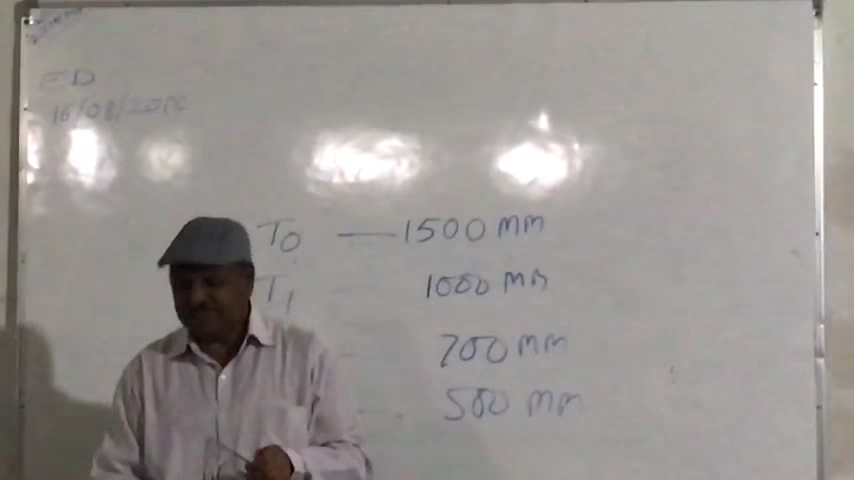 ED
16/08/2016
T0 — 1500 mm
T1 — 1000 mm
— 700 mm
— 500 mm